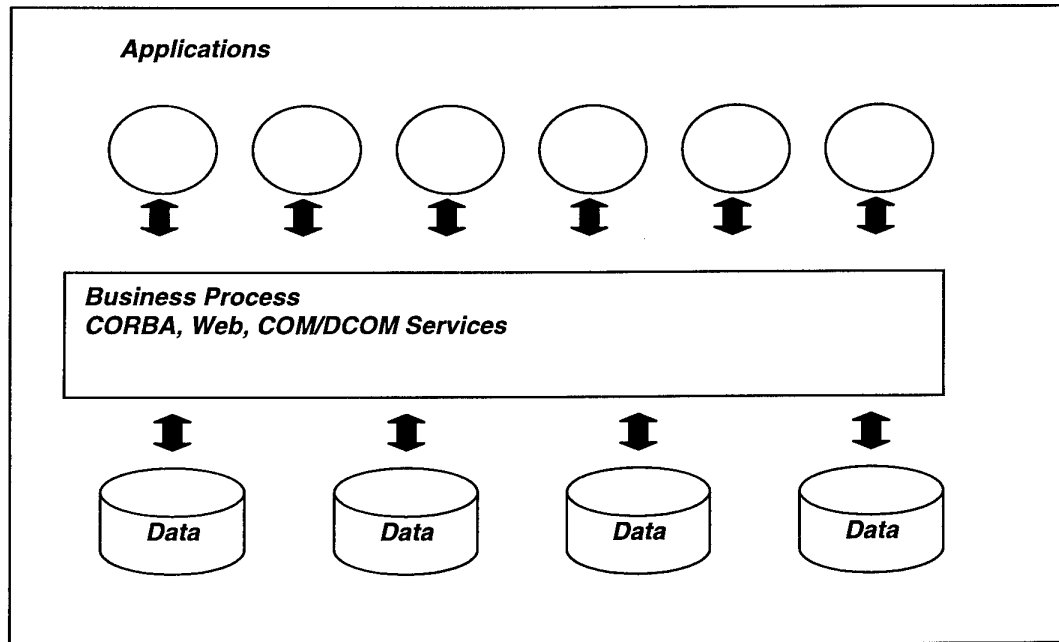 Applications
Business Process
CORBA, Web, COM/DCOM Services
Data
Data
Data
Data